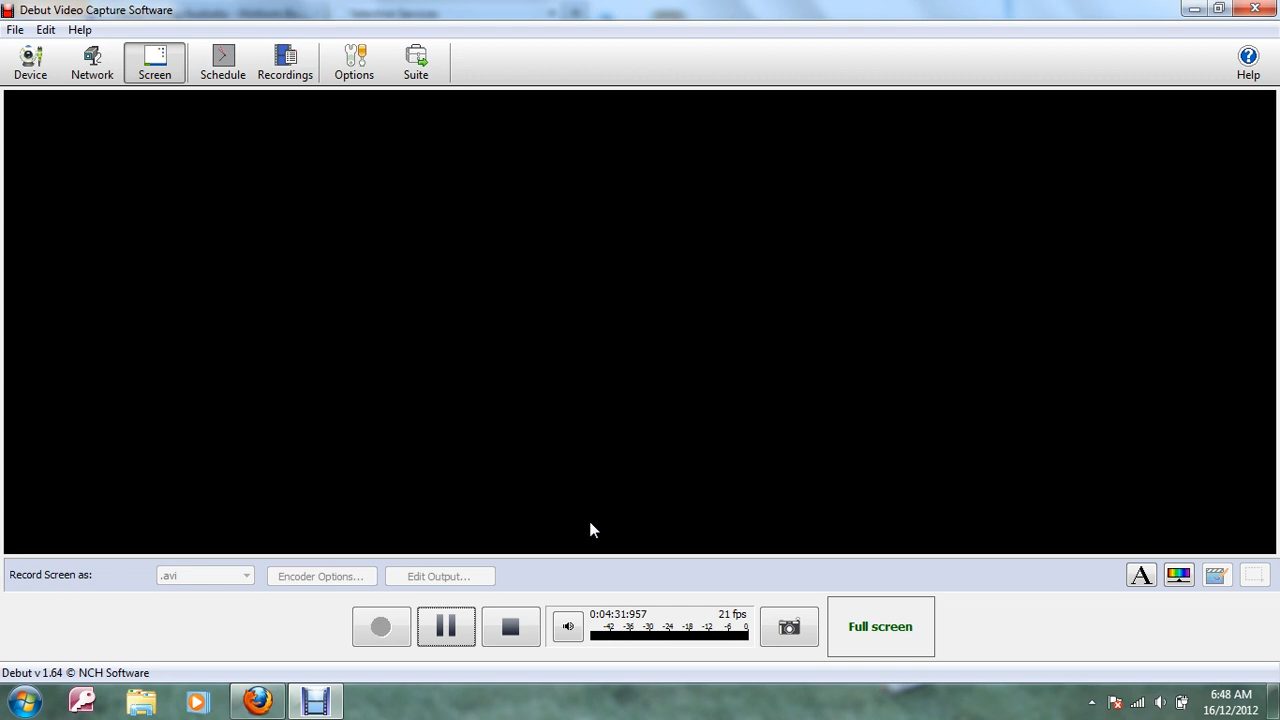 Debut Video Capture Software
File Edit Help
Device Network Screen Schedule Recordings Options Suite Help
Record Screen as: .avi Encoder Options... Edit Output... A
0:04:31:957 21 fps
-42 -36 -30 -24 -18 -12 -6 0
Full screen
Debut v 1.64 © NCH Software
6:48 AM
16/12/2012